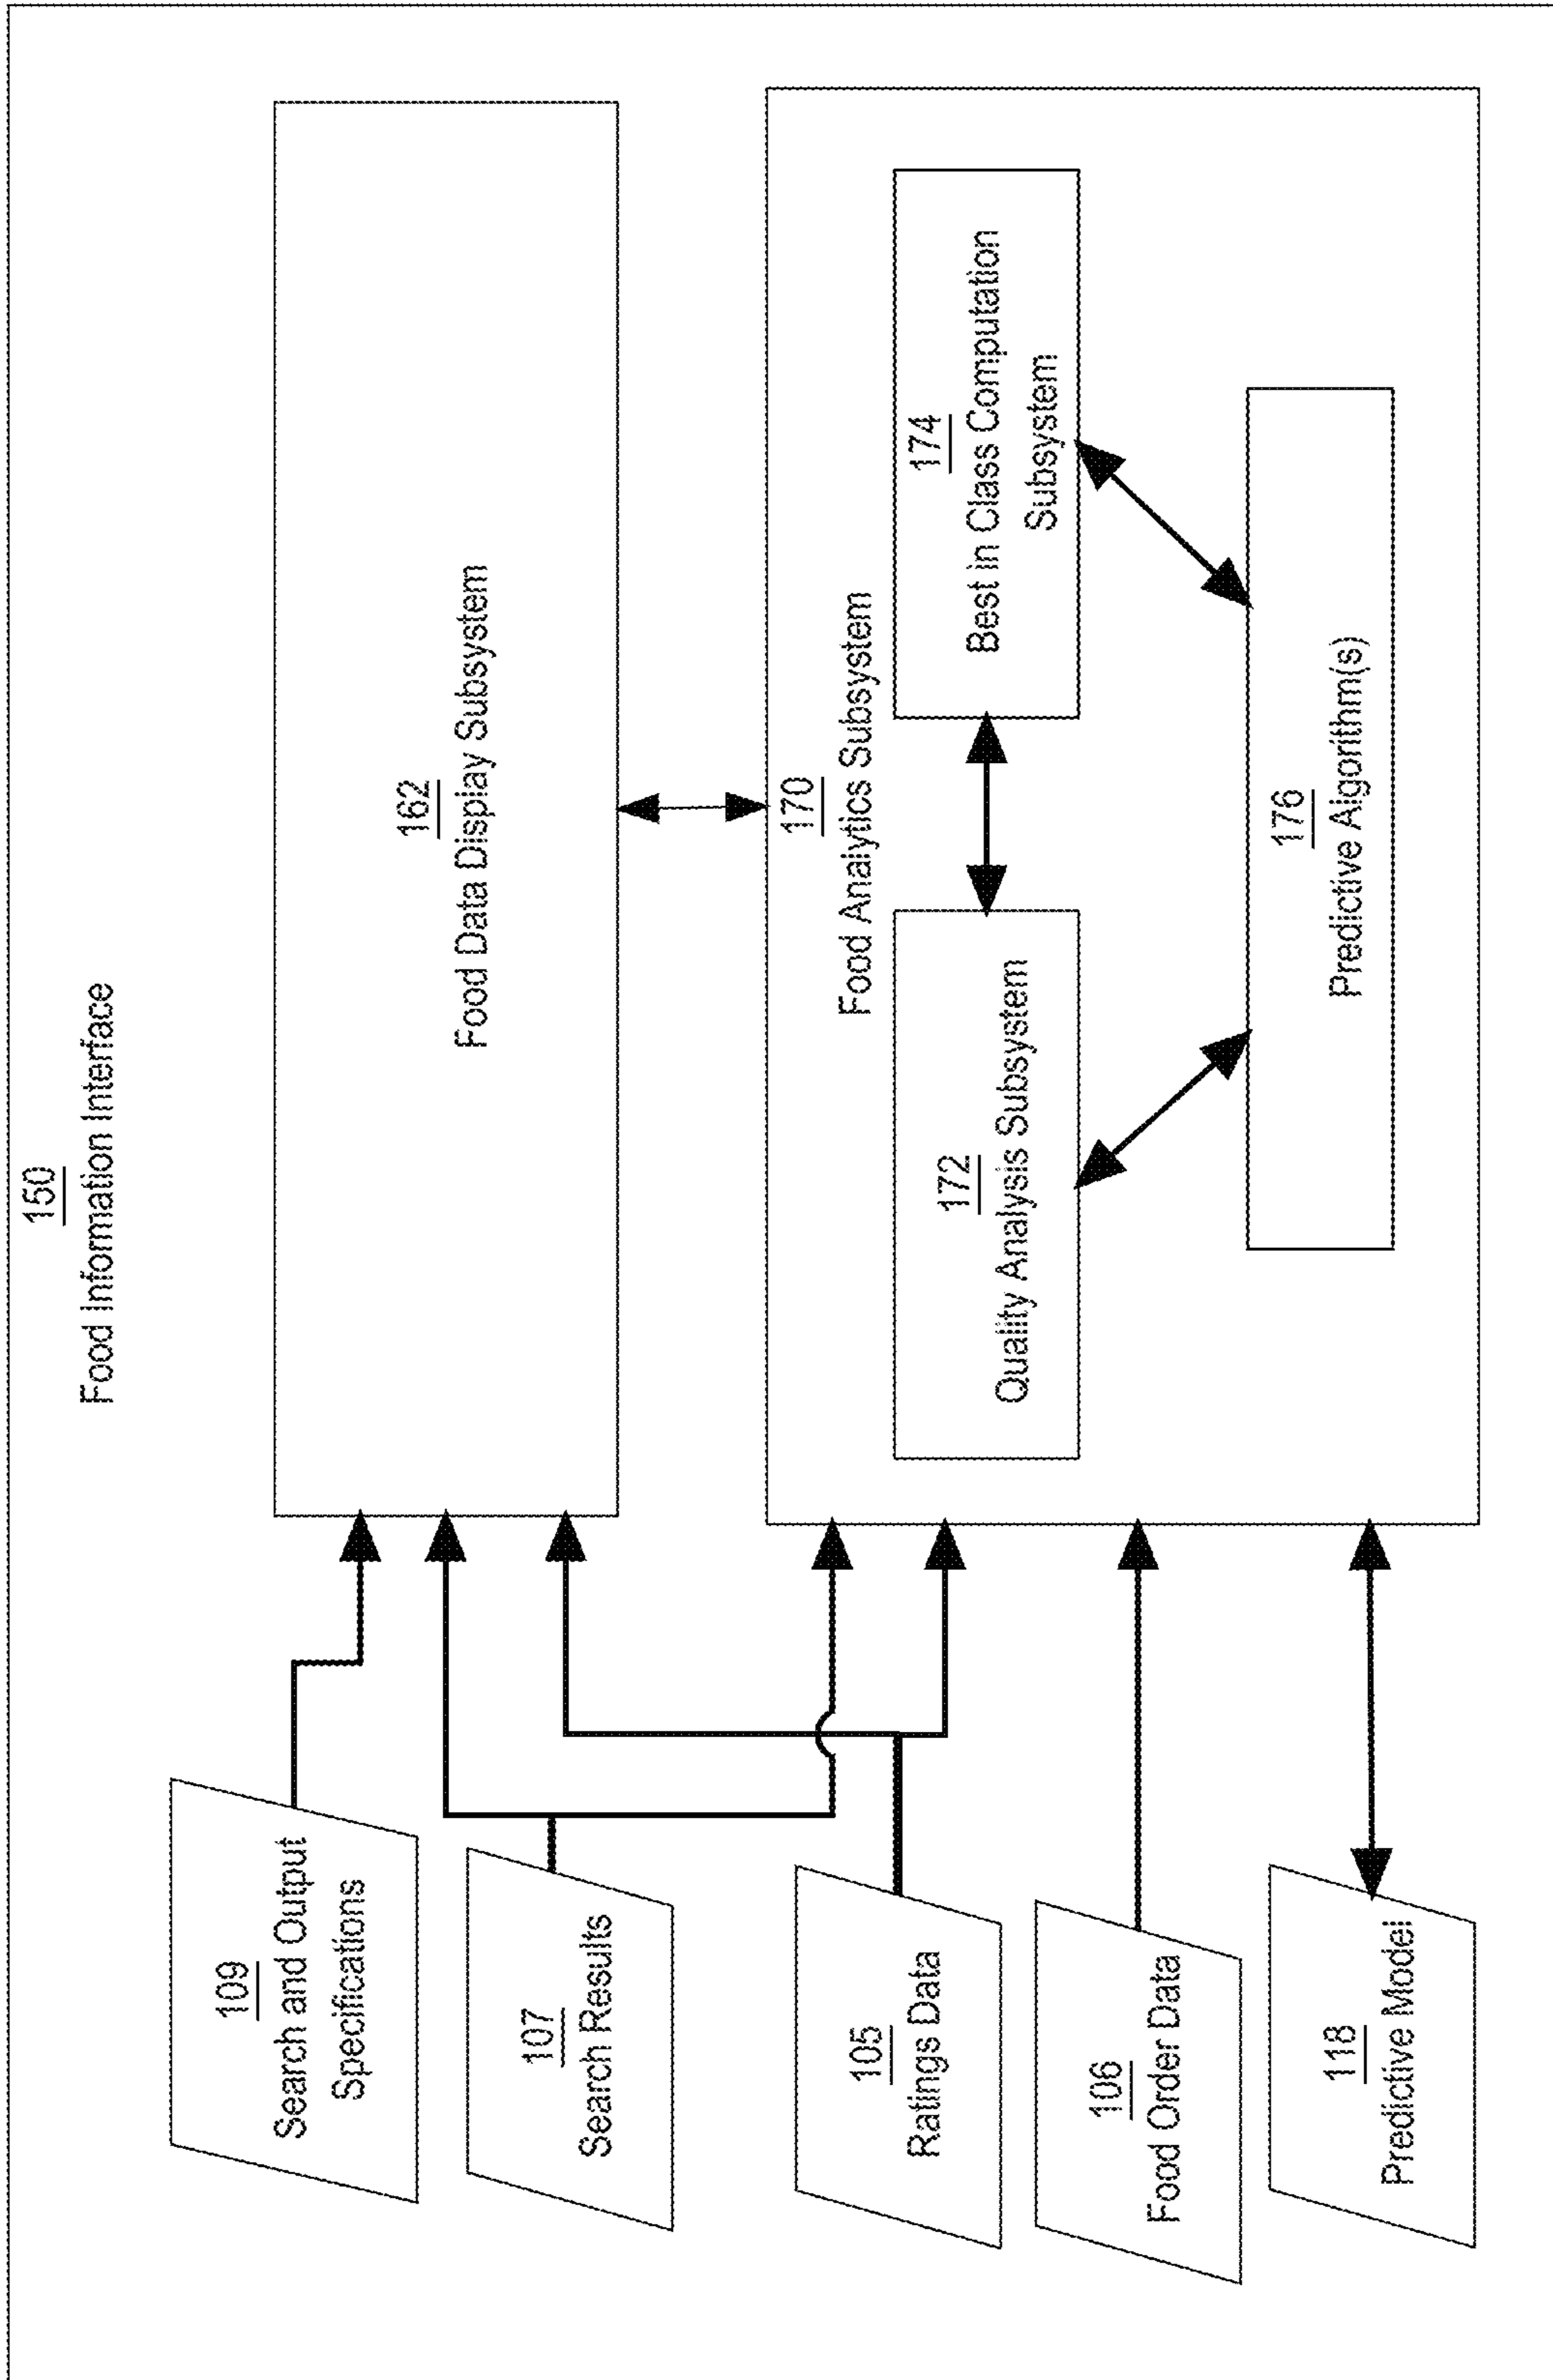 150
Food Information Interface
109
Search and Output
Specifications
107
Search Results
105
Ratings Data
106
Food Order Data
118
Predictive Model
162
Food Data Display Subsystem
170
Food Analytics Subsystem
172
Quality Analysis Subsystem
174
Best in Class Computation
Subsystem
176
Predictive Algorithm(s)